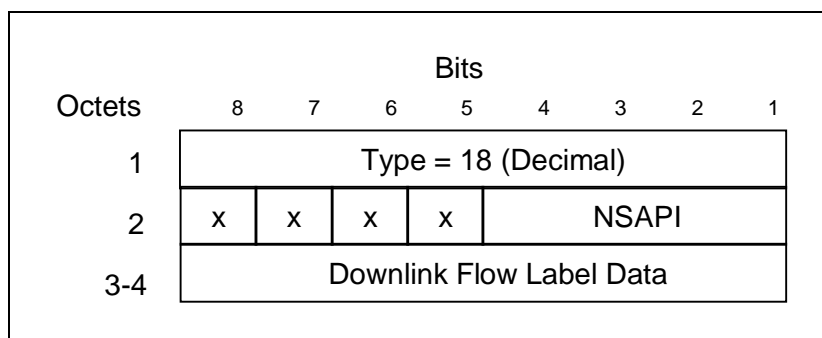 Bits
Octets 8 7 6 5 4 3 2 1
1 Type = 18 (Decimal)
2 x x x x NSAPI
3-4 Downlink Flow Label Data